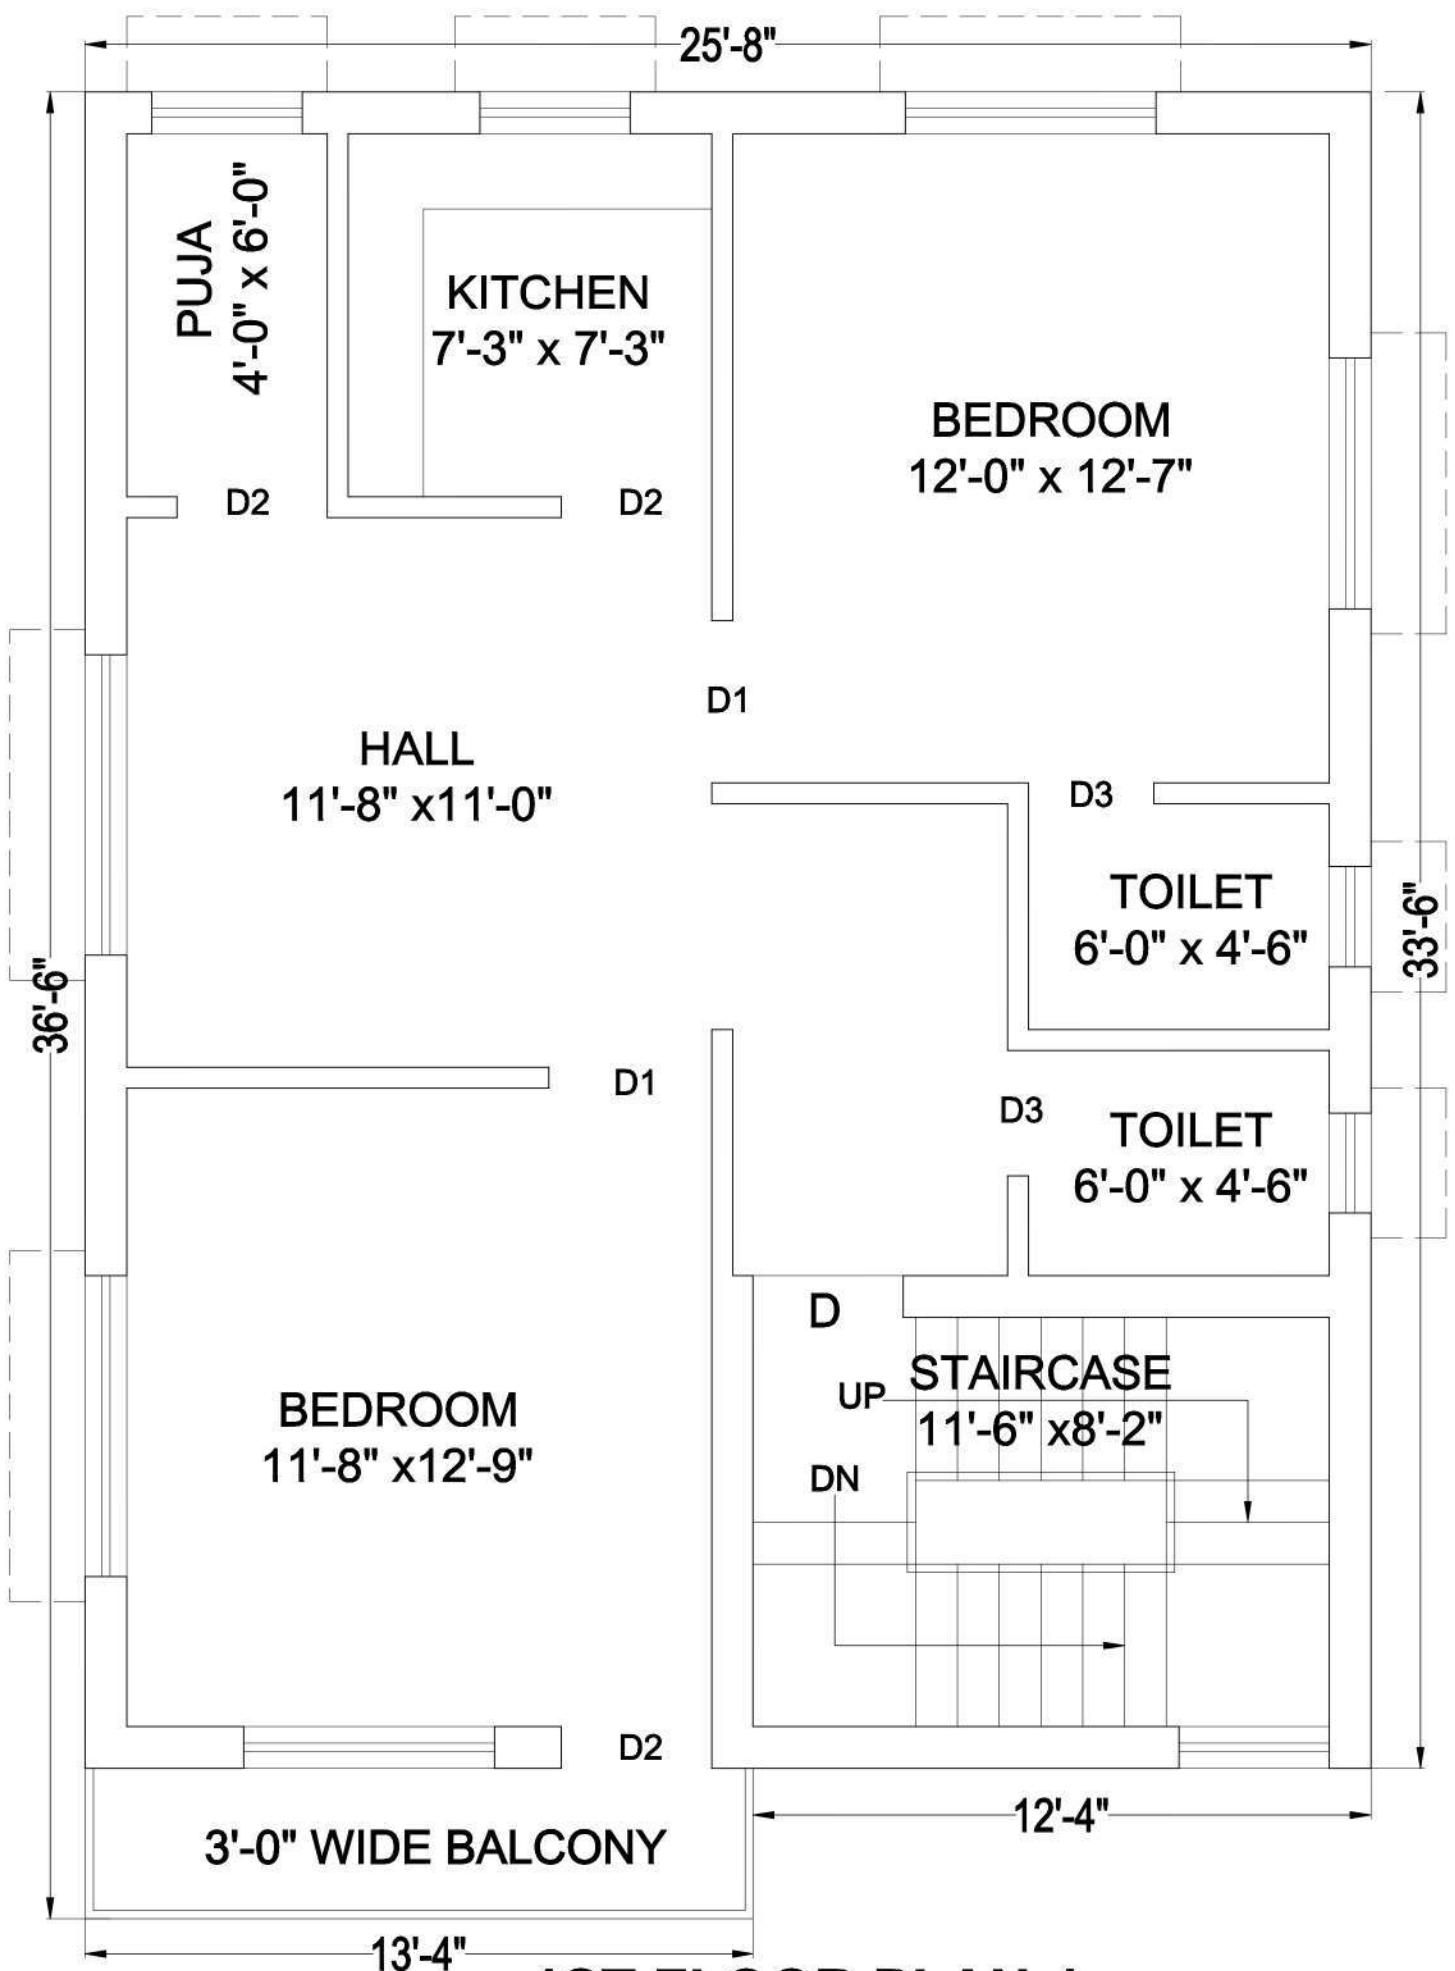 25'-8"
PUJA
4'-0" x 6'-0"
KITCHEN
7'-3" x 7'-3"
BEDROOM
12'-0" x 12'-7"
D2
D2
D1
HALL
11'-8" x11'-0"
D3
TOILET
6'-0" x 4'-6"
33'-6"
36'-6"
D1
D3
TOILET
6'-0" x 4'-6"
D
STAIRCASE
UP
11'-6" x8'-2"
BEDROOM
11'-8" x12'-9"
DN
D2
12'-4"
3'-0" WIDE BALCONY
13'-4"
1ST FLOOR PLAN